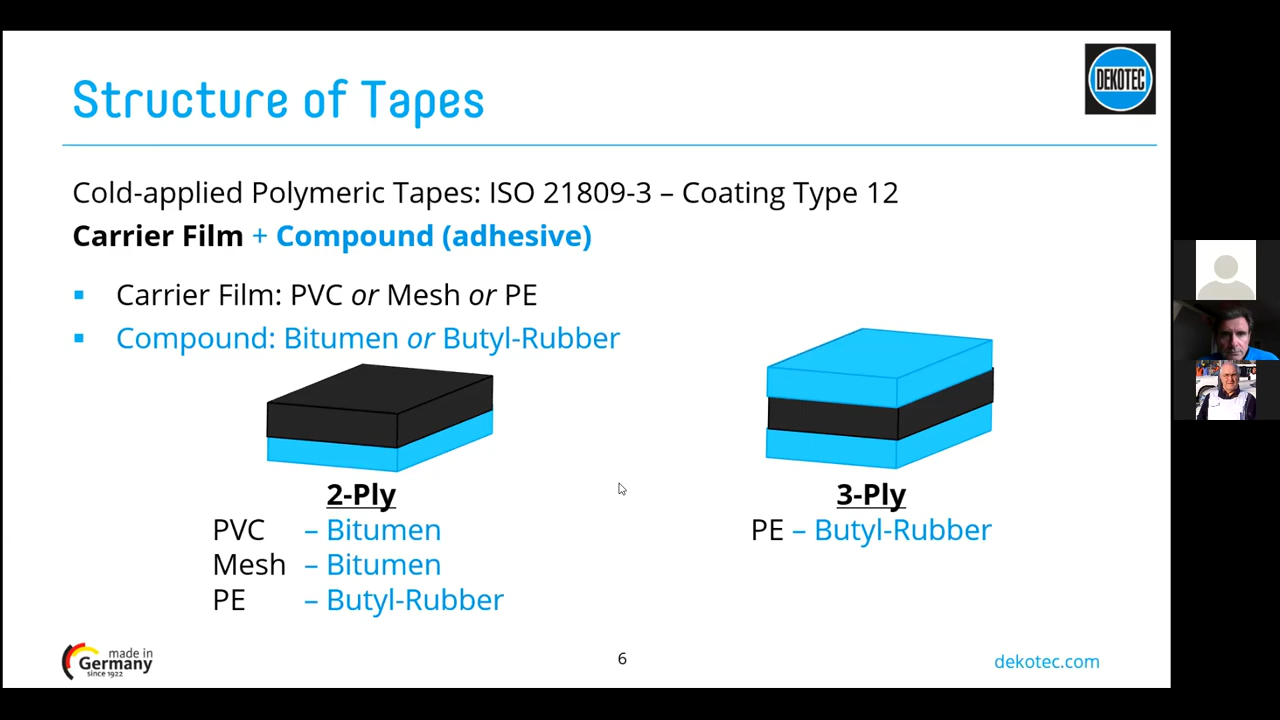 Structure of Tapes
DEKOTEC
Cold-applied Polymeric Tapes: ISO 21809-3 – Coating Type 12
Carrier Film + Compound (adhesive)
▪ Carrier Film: PVC or Mesh or PE
▪ Compound: Bitumen or Butyl-Rubber
2-Ply
PVC – Bitumen
Mesh – Bitumen
PE – Butyl-Rubber
3-Ply
PE – Butyl-Rubber
made in
Germany
since 1922
6
dekotec.com